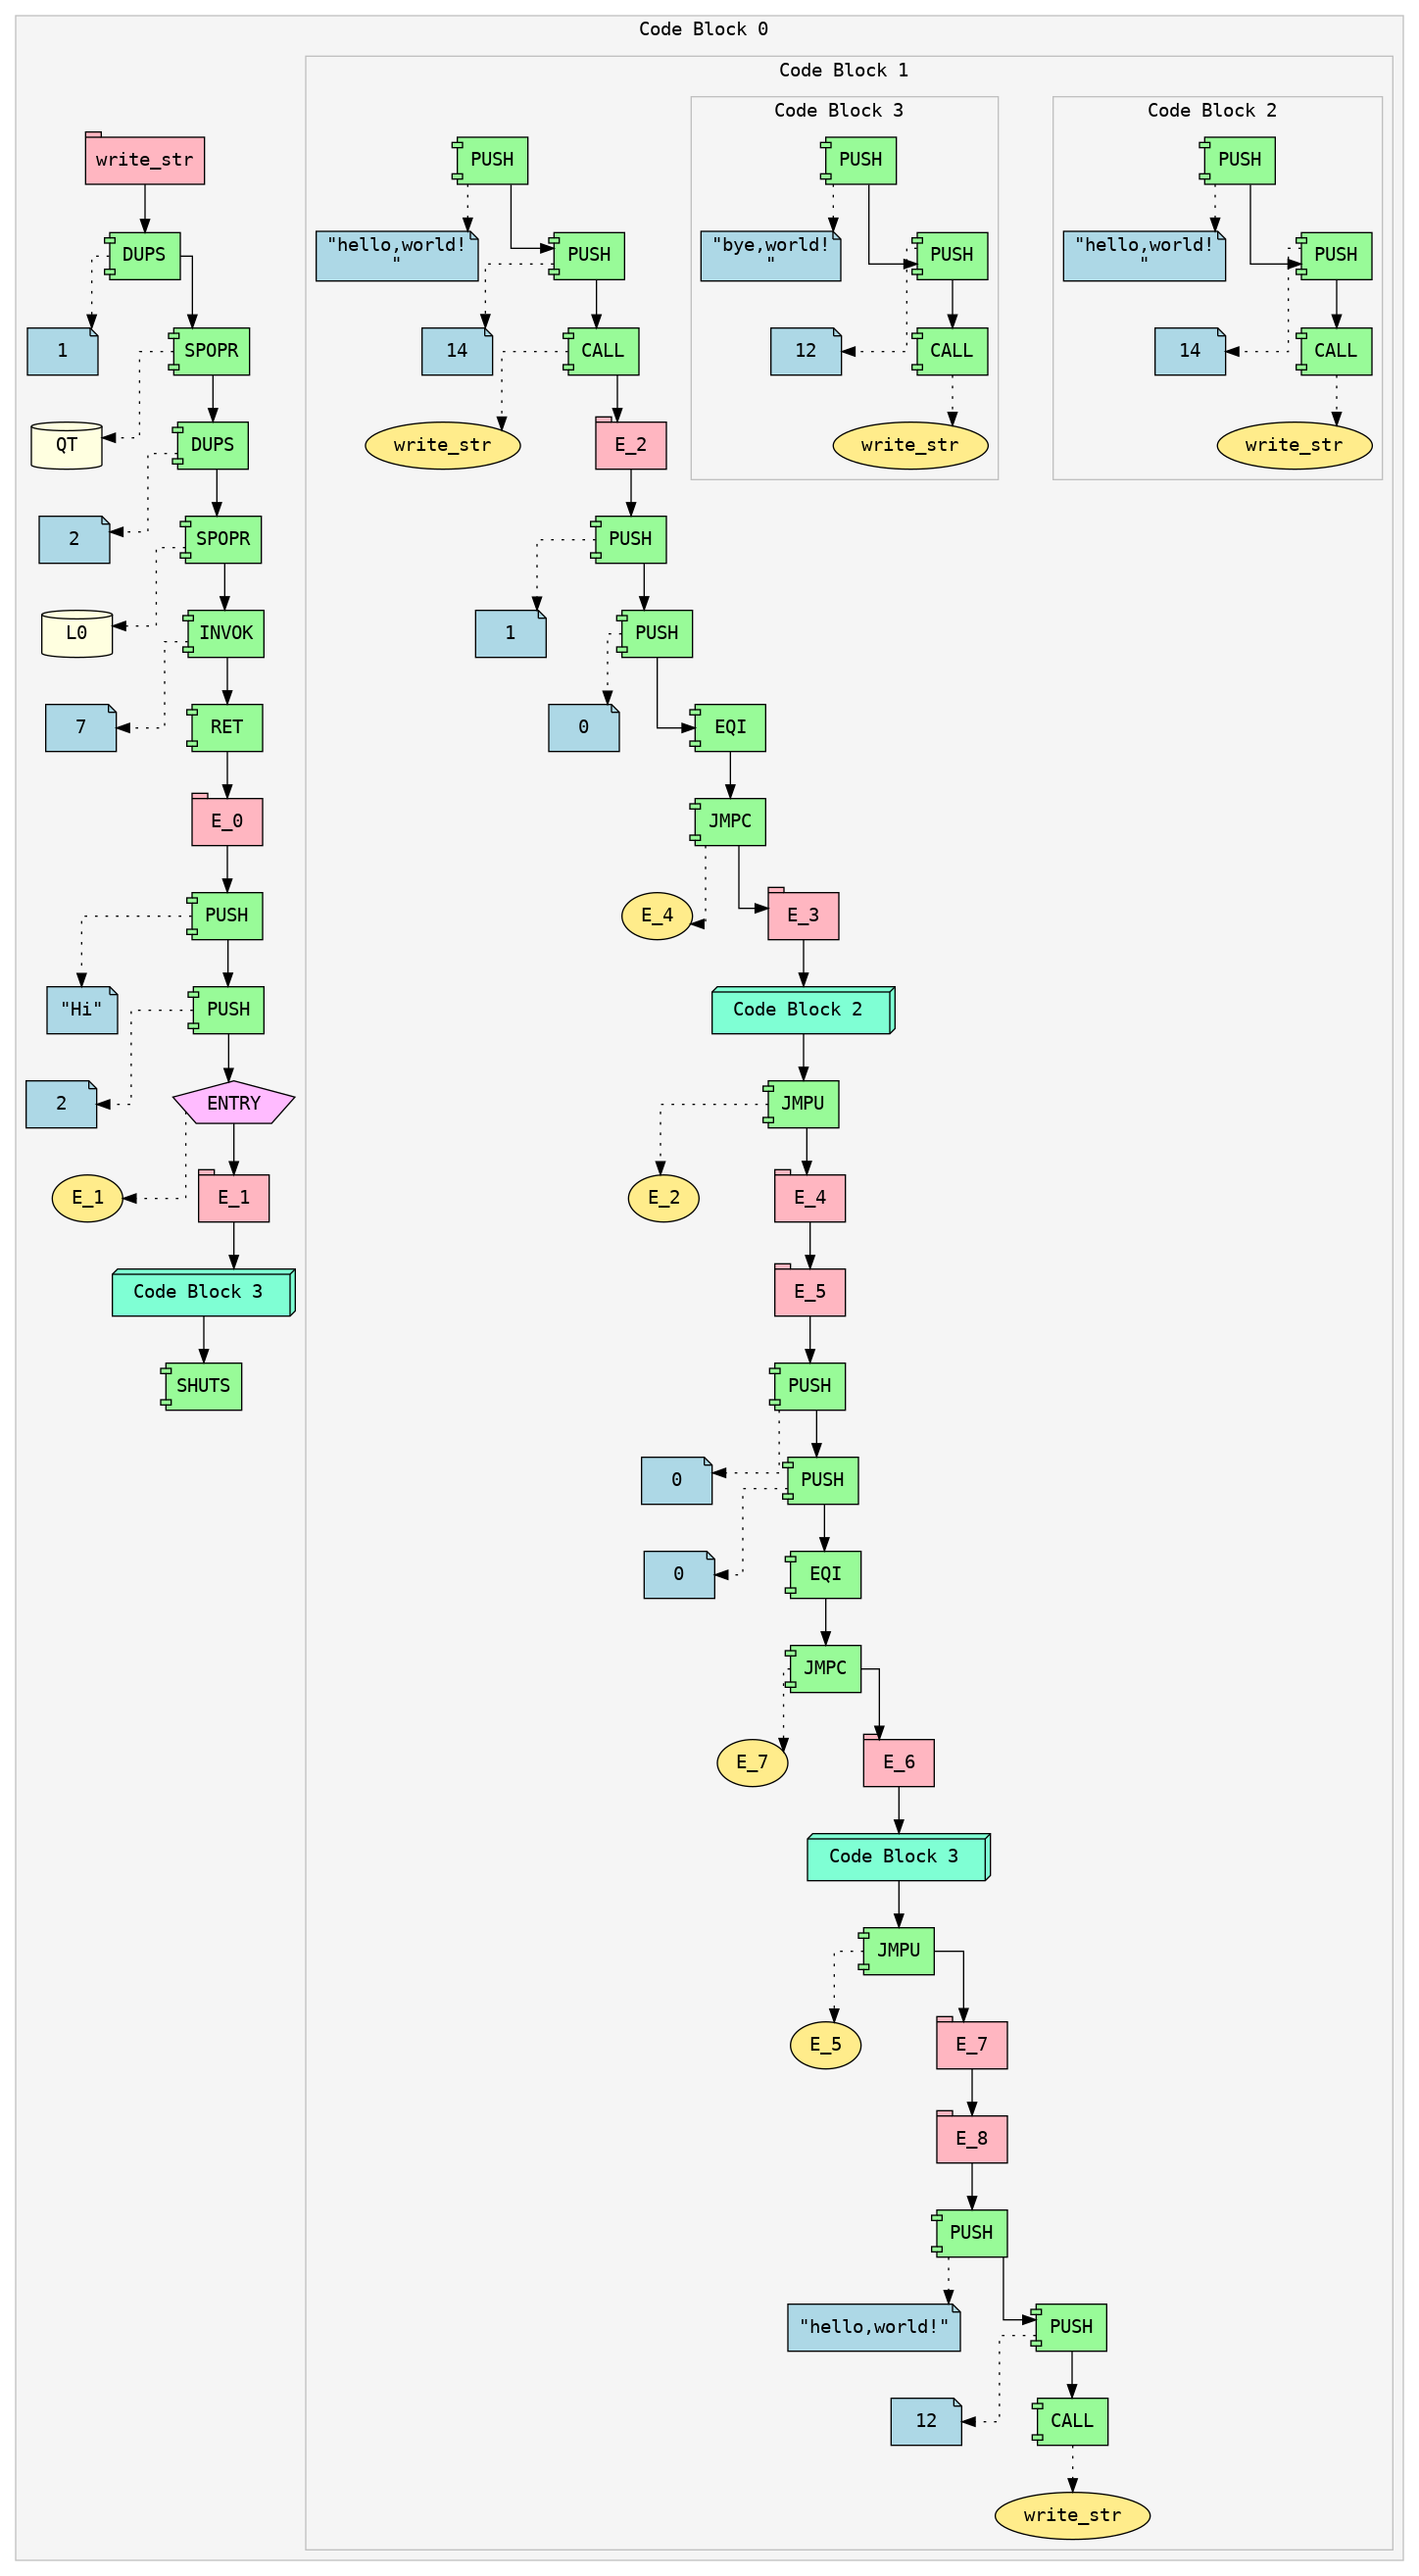 Code Block 0
write_str
DUPS
1
SPOPR
QT
DUPS
2
SPOPR
L0
INVOK
7
RET
E_0
PUSH
"Hi"
PUSH
2
ENTRY
E_1
E_1
Code Block 3
SHUTS
Code Block 1
PUSH
"hello,world!
"
PUSH
14
CALL
write_str
E_2
PUSH
1
PUSH
0
EQI
JMPC
E_4
E_3
Code Block 2
JMPU
E_2
E_4
E_5
PUSH
0
PUSH
0
EQI
JMPC
E_7
E_6
Code Block 3
JMPU
E_5
E_7
E_8
PUSH
"hello,world!"
PUSH
12
CALL
write_str
Code Block 3
PUSH
"bye,world!
"
PUSH
12
CALL
write_str
Code Block 2
PUSH
"hello,world!
"
PUSH
14
CALL
write_str